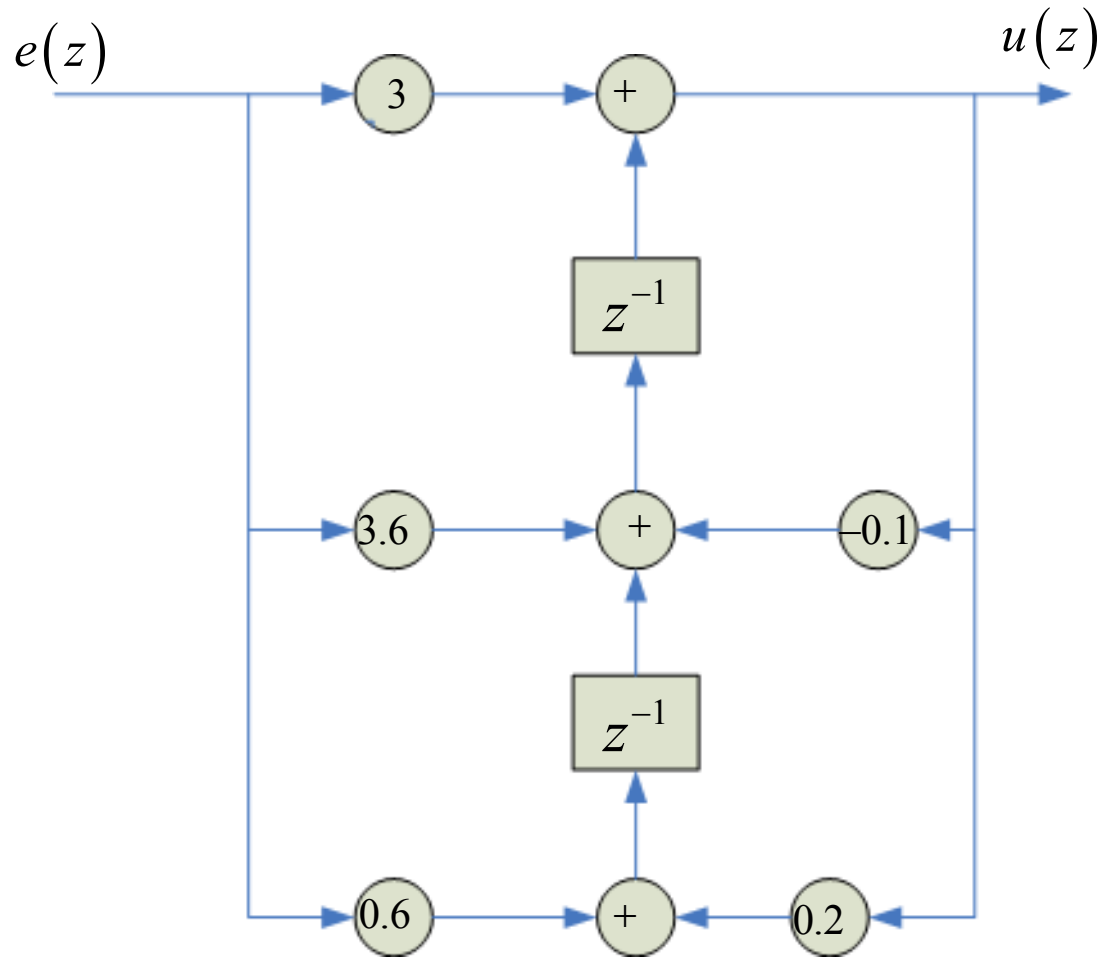 e(z) u(z)
3 +
z⁻¹
3.6 + –0.1
z⁻¹
0.6 + 0.2